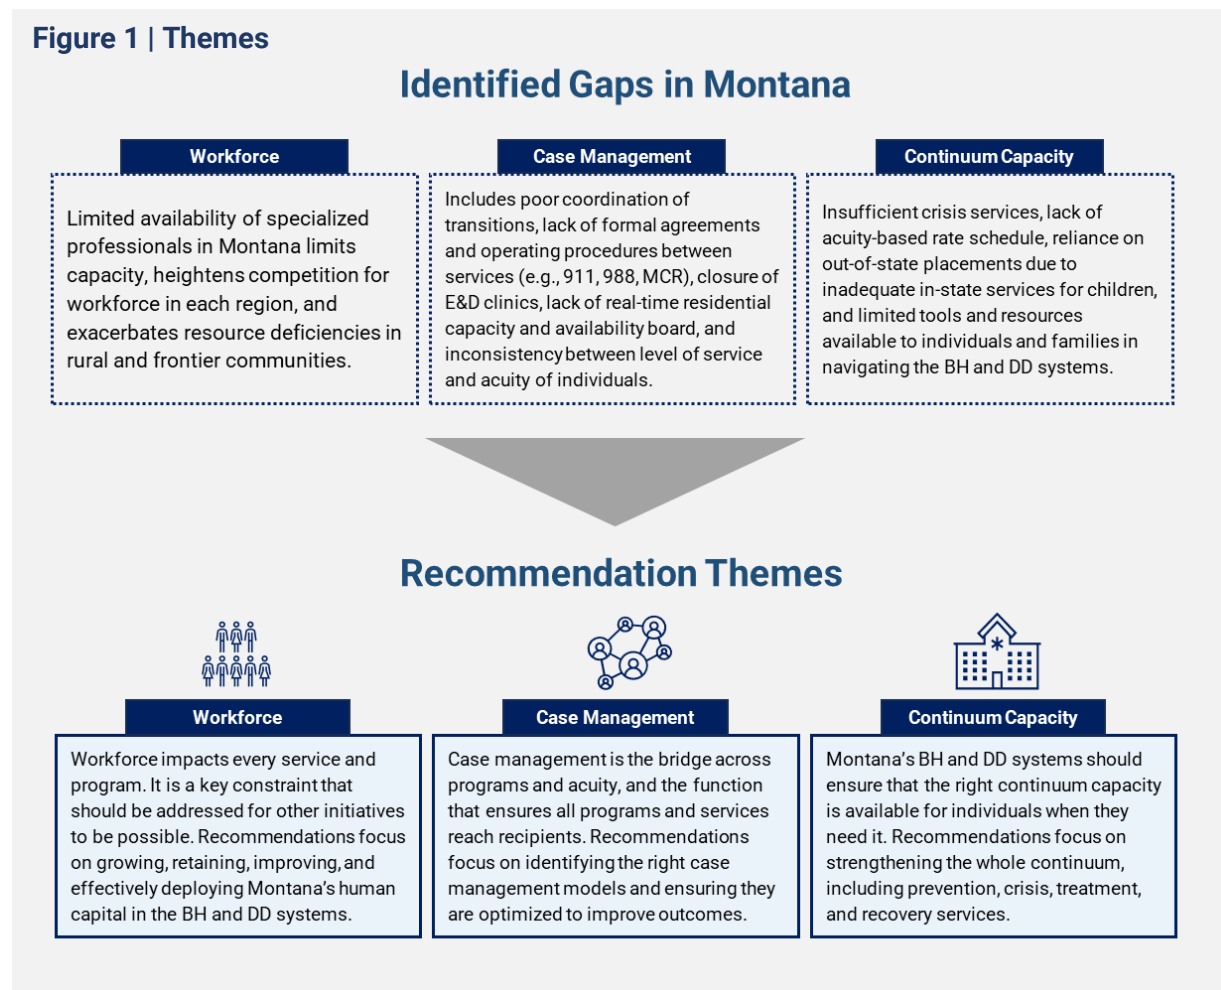 Figure 1 | Themes
Identified Gaps in Montana
Workforce
Limited availability of specialized
professionals in Montana limits
capacity, heightens competition for
workforce in each region, and
exacerbates resource deficiencies in
rural and frontier communities.
Case Management
Includes poor coordination of
transitions, lack of formal agreements
and operating procedures between
services (e.g., 911, 988, MCR), closure of
E&D clinics, lack of real-time residential
capacity and availability board, and
inconsistency between level of service
and acuity of individuals.
Continuum Capacity
Insufficient crisis services, lack of
acuity-based rate schedule, reliance on
out-of-state placements due to
inadequate in-state services for children,
and limited tools and resources
available to individuals and families in
navigating the BH and DD systems.
Recommendation Themes
Workforce
Workforce impacts every service and
program. It is a key constraint that
should be addressed for other initiatives
to be possible. Recommendations focus
on growing, retaining, improving, and
effectively deploying Montana's human
capital in the BH and DD systems.
Case Management
Case management is the bridge across
programs and acuity, and the function
that ensures all programs and services
reach recipients. Recommendations
focus on identifying the right case
management models and ensuring they
are optimized to improve outcomes.
Continuum Capacity
Montana's BH and DD systems should
ensure that the right continuum capacity
is available for individuals when they
need it. Recommendations focus on
strengthening the whole continuum,
including prevention, crisis, treatment,
and recovery services.